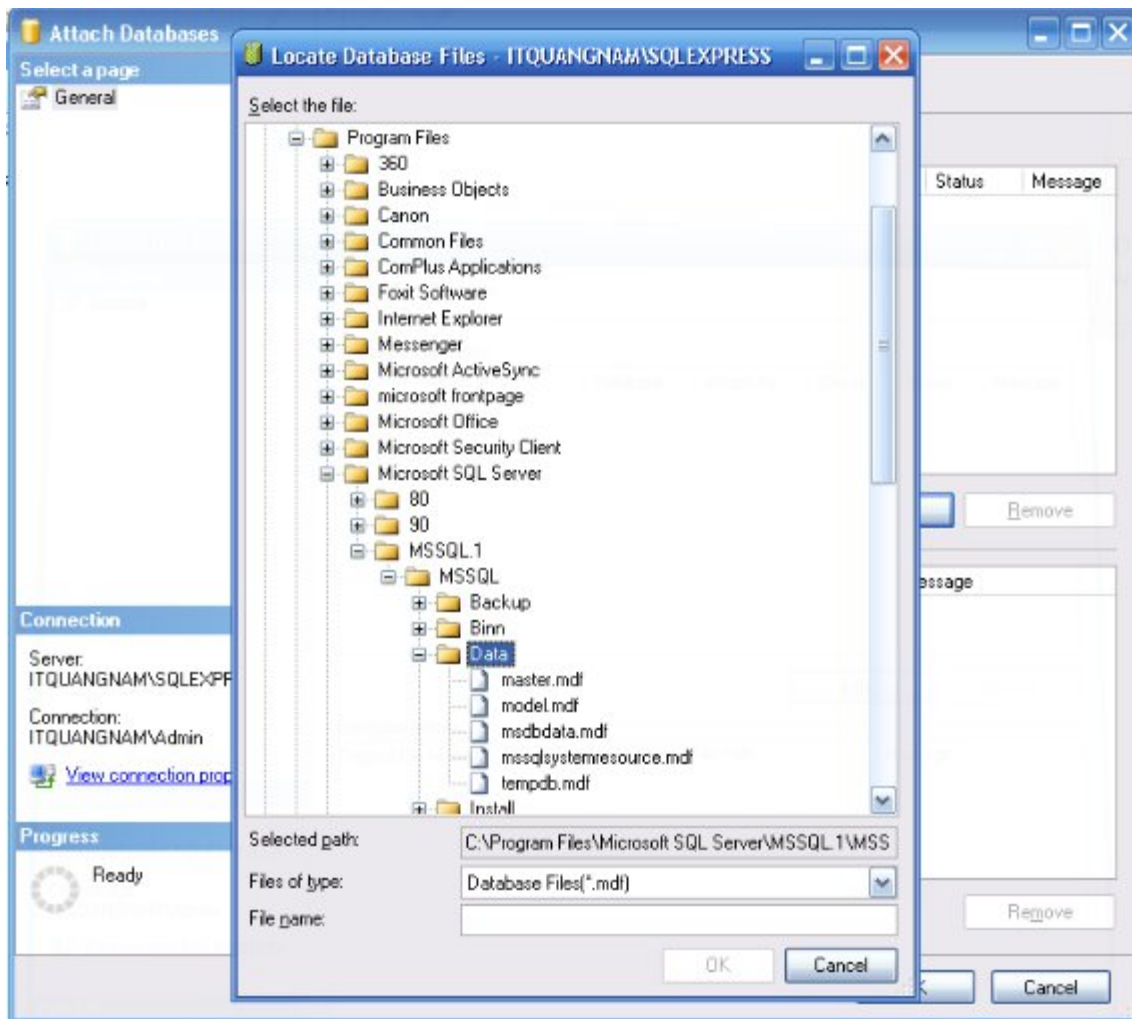 Attach Databases
Select a page
General
Locate Database Files - ITQUANGNAM\SQLEXPRESS
Select the file:
Program Files
360
Business Objects
Canon
Common Files
ComPlus Applications
Foxit Software
Internet Explorer
Messenger
Microsoft ActiveSync
microsoft frontpage
Microsoft Office
Microsoft Security Client
Microsoft SQL Server
80
90
MSSQL.1
MSSQL
Backup
Binn
Data
master.mdf
model.mdf
msdbdata.mdf
mssqlsystemresource.mdf
tempdb.mdf
Install
Selected path: C:\Program Files\Microsoft SQL Server\MSSQL.1\MSS
Files of type: Database Files(*.mdf)
File name:
OK Cancel
Status Message
Remove
essage
Remove
Cancel
Connection
Server:
ITQUANGNAM\SQLEXPR
Connection:
ITQUANGNAM\Admin
View connection prop
Progress
Ready